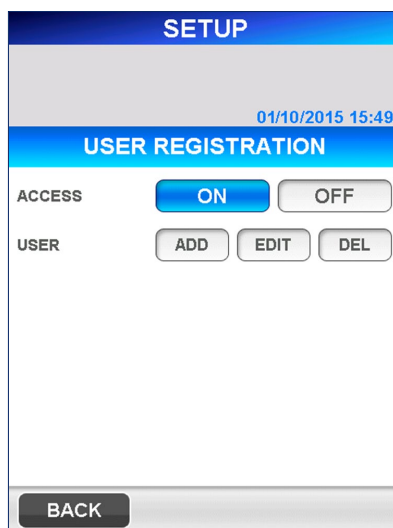 SETUP
01/10/2015 15:49
USER REGISTRATION
ACCESS ON OFF
USER ADD EDIT DEL
BACK